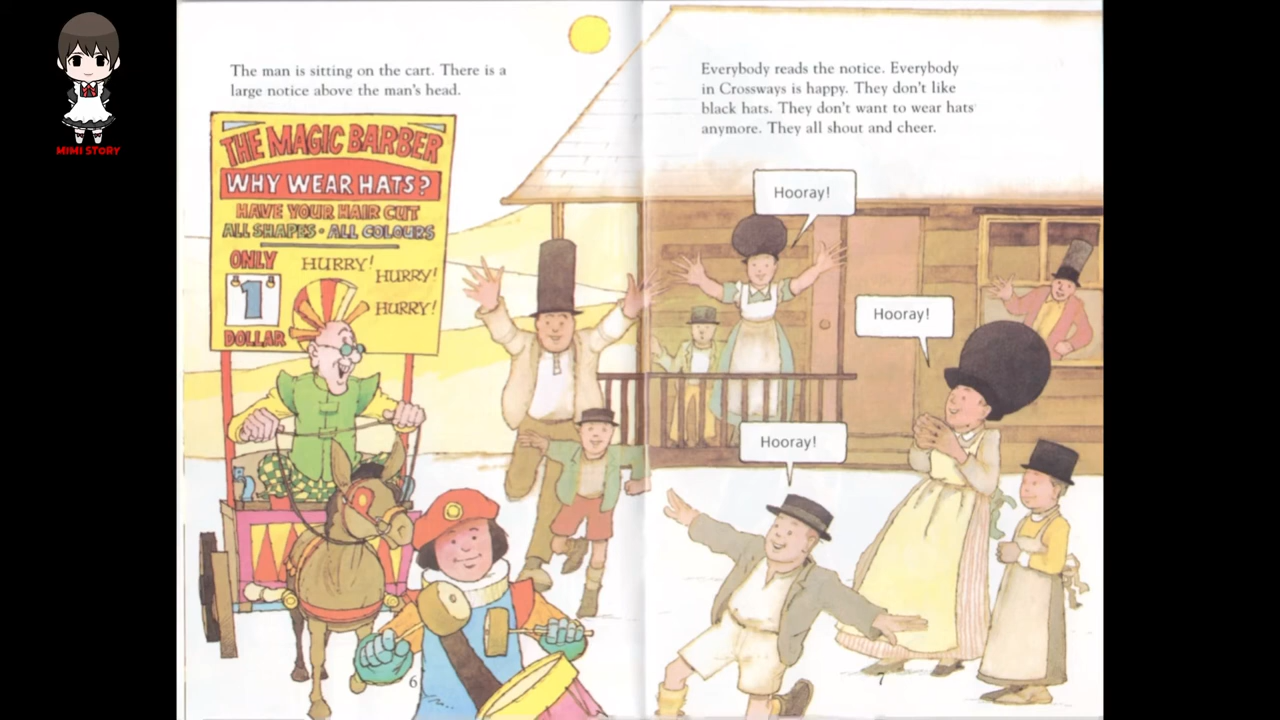 MIMI STORY
The man is sitting on the cart. There is a
large notice above the man's head.
THE MAGIC BARBER
WHY WEAR HATS?
HAVE YOUR HAIR CUT
ALL SHAPES • ALL COLOURS
ONLY
1
DOLLAR
HURRY!
HURRY!
HURRY!
6
Everybody reads the notice. Everybody
in Crossways is happy. They don't like
black hats. They don't want to wear hats
anymore. They all shout and cheer.
Hooray!
Hooray!
Hooray!
7